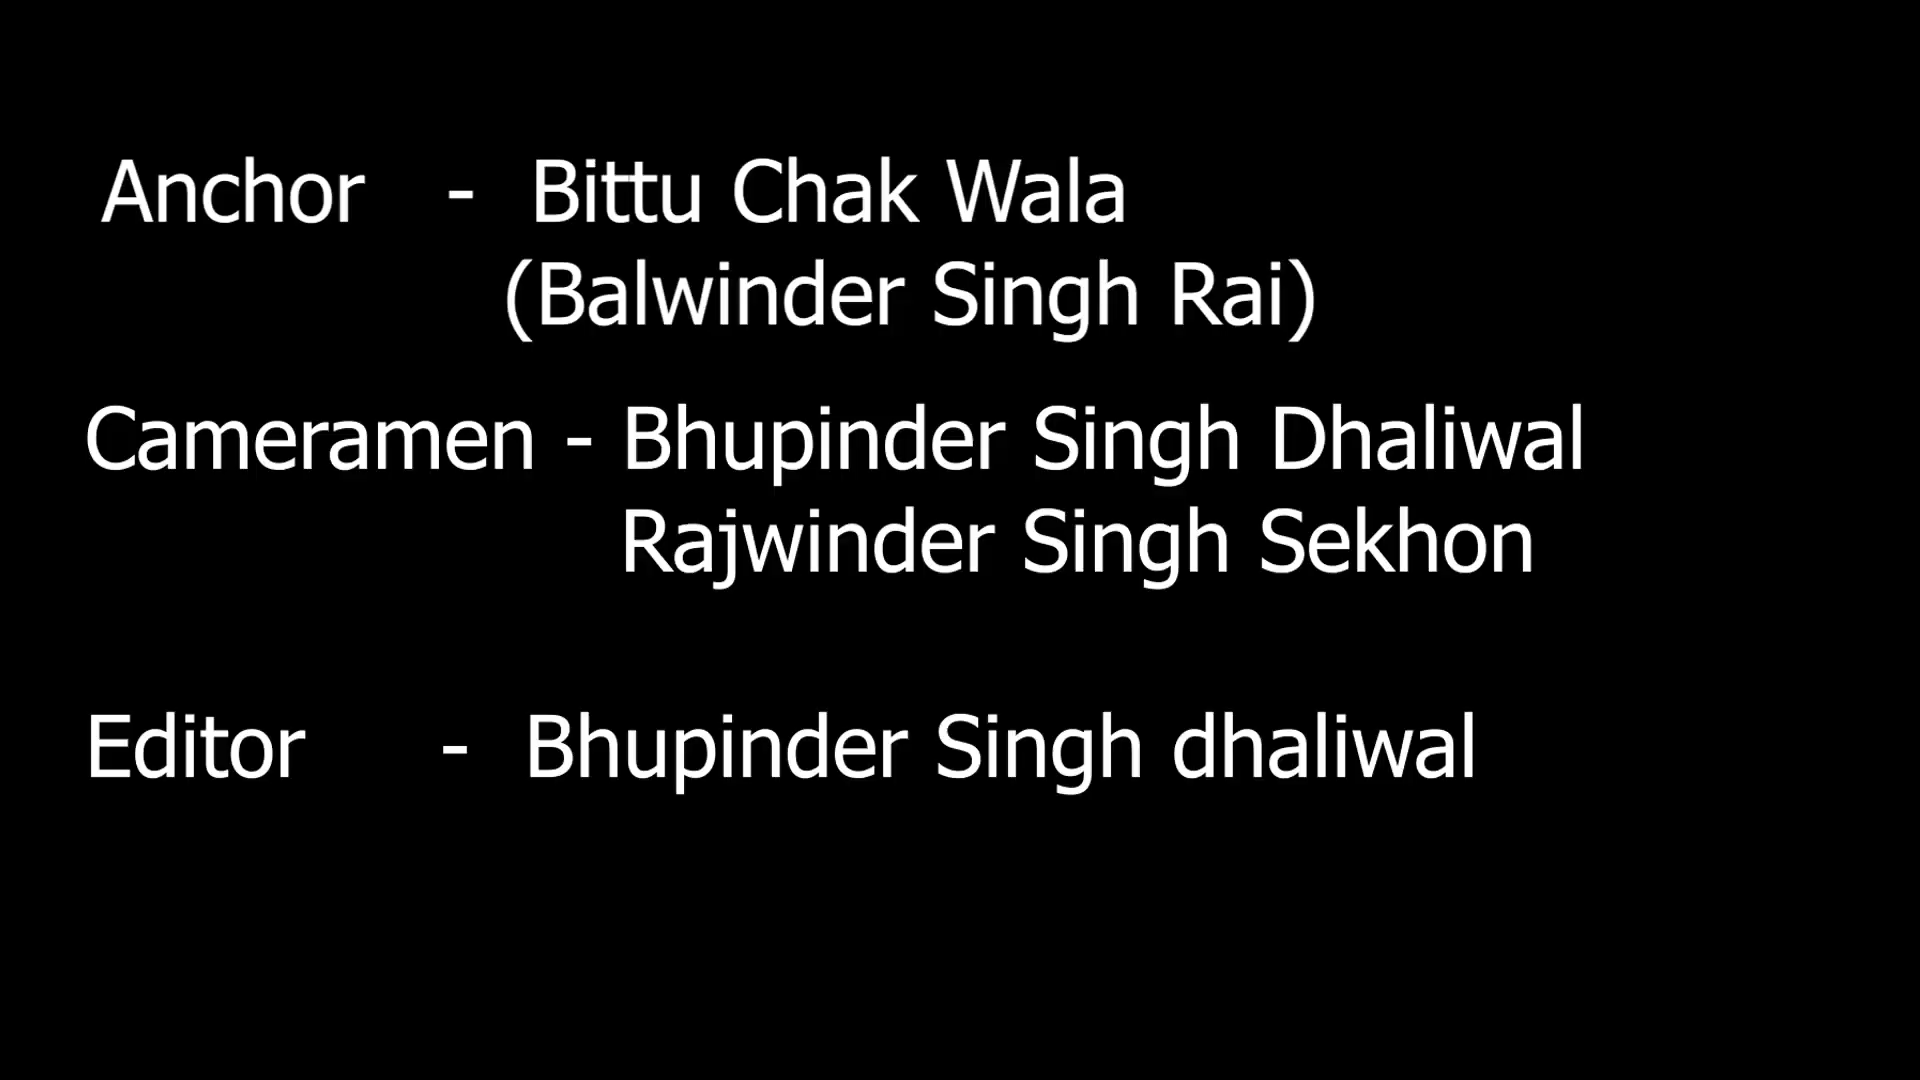 Anchor - Bittu Chak Wala
(Balwinder Singh Rai)
Cameramen - Bhupinder Singh Dhaliwal
Rajwinder Singh Sekhon
Editor - Bhupinder Singh dhaliwal